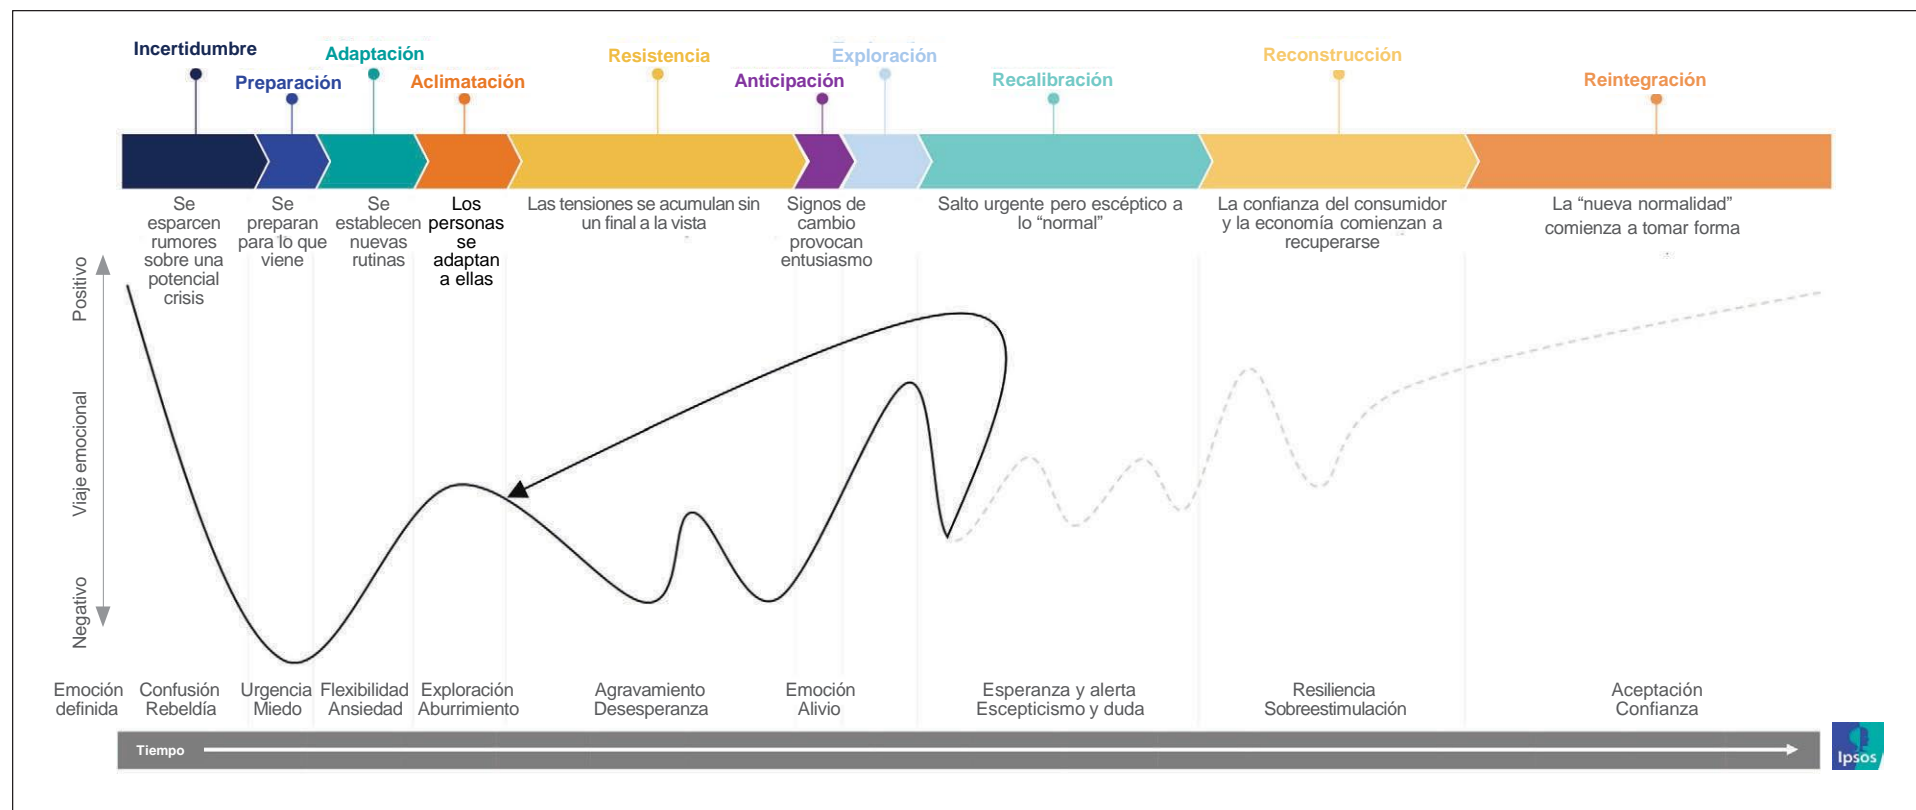 Incertidumbre
Preparación
Adaptación
Aclimatación
Resistencia
Anticipación
Exploración
Recalibración
Reconstrucción
Reintegración
Se
esparcen
rumores
sobre una
potencial
crisis
Se
preparan
para lo que
viene
Se
establecen
nuevas
rutinas
Los
personas
se
adaptan
a ellas
Las tensiones se acumulan sin
un final a la vista
Signos de
cambio
provocan
entusiasmo
Salto urgente pero escéptico a
lo “normal”
La confianza del consumidor
y la economía comienzan a
recuperarse
La “nueva normalidad”
comienza a tomar forma
Positivo
Viaje emocional
Negativo
Emoción
definida
Confusión
Rebeldía
Urgencia
Miedo
Flexibilidad
Ansiedad
Exploración
Aburrimiento
Agravamiento
Desesperanza
Emoción
Alivio
Esperanza y alerta
Escepticismo y duda
Resiliencia
Sobreestimulación
Aceptación
Confianza
Tiempo
Ipsos